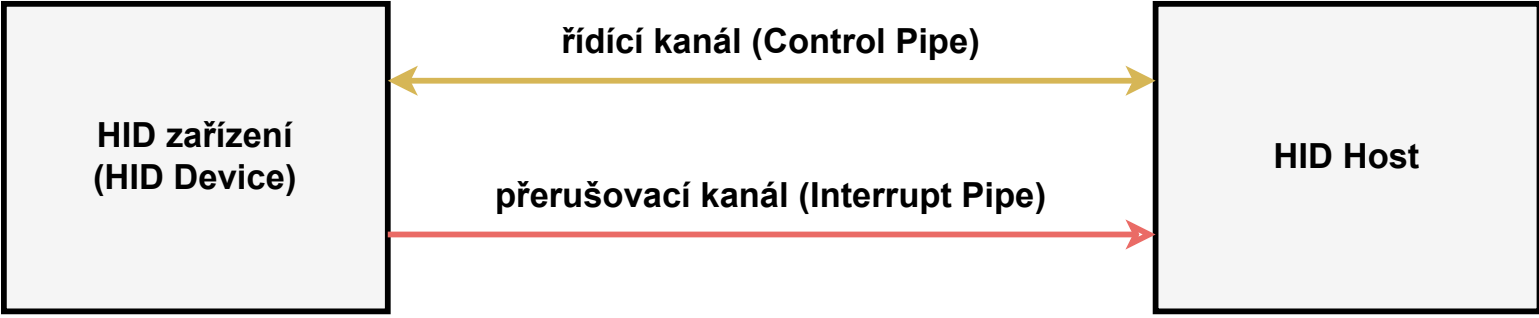 řídící kanál (Control Pipe)
HID zařízení
(HID Device)
HID Host
přerušovací kanál (Interrupt Pipe)